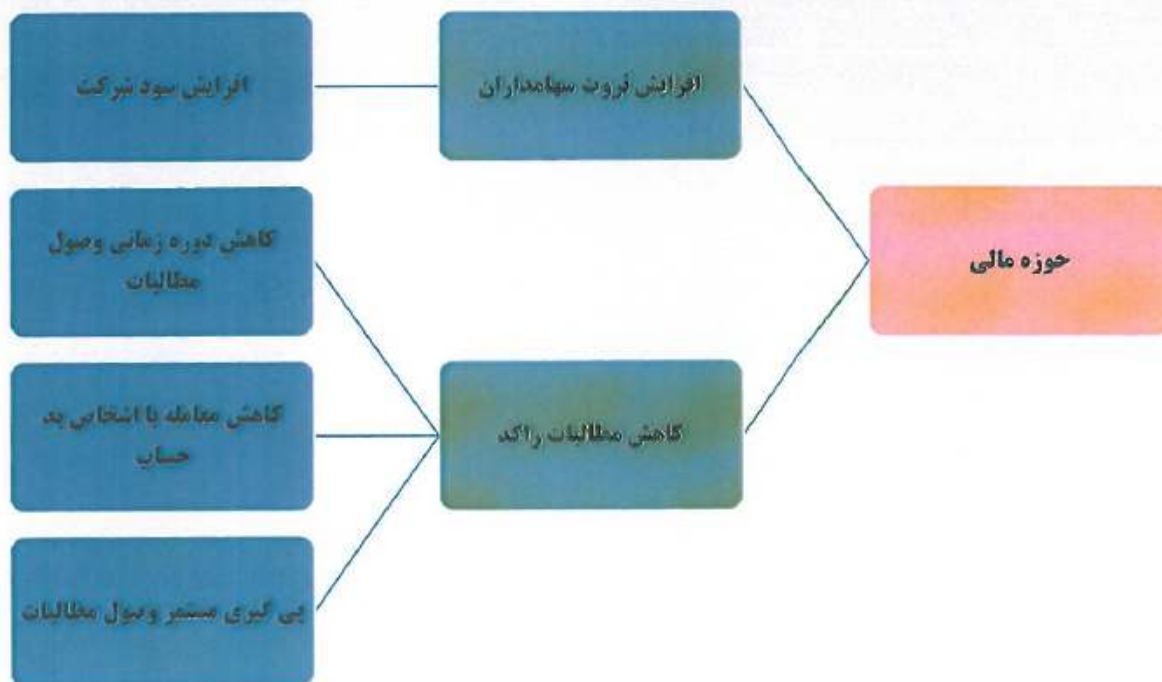 حوزه مالی
افزایش ثروت سهامداران
افزایش سود شرکت
کاهش مطالبات راکد
کاهش دوره زمانی وصول
مطالبات
کاهش معامله با اشخاص بد
حساب
پی گیری مستمر وصول مطالبات